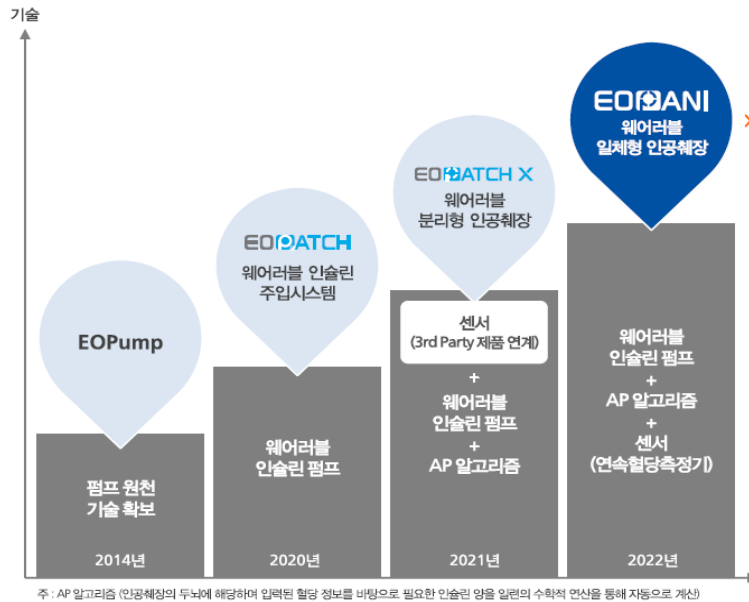 기술
EOPump
펌프 원천
기술 확보
2014년
EOPATCH
웨어러블 인슐린
주입시스템
웨어러블
인슐린 펌프
2020년
EOPATCH X
웨어러블
분리형 인공췌장
센서
(3rd Party 제품 연계)
+
웨어러블
인슐린 펌프
+
AP 알고리즘
2021년
EOPANI
웨어러블
일체형 인공췌장
웨어러블
인슐린 펌프
+
AP 알고리즘
+
센서
(연속혈당측정기)
2022년
주 : AP 알고리즘 (인공췌장의 두뇌에 해당하며 입력된 혈당 정보를 바탕으로 필요한 인슐린 양을 일련의 수학적 연산을 통해 자동으로 계산)